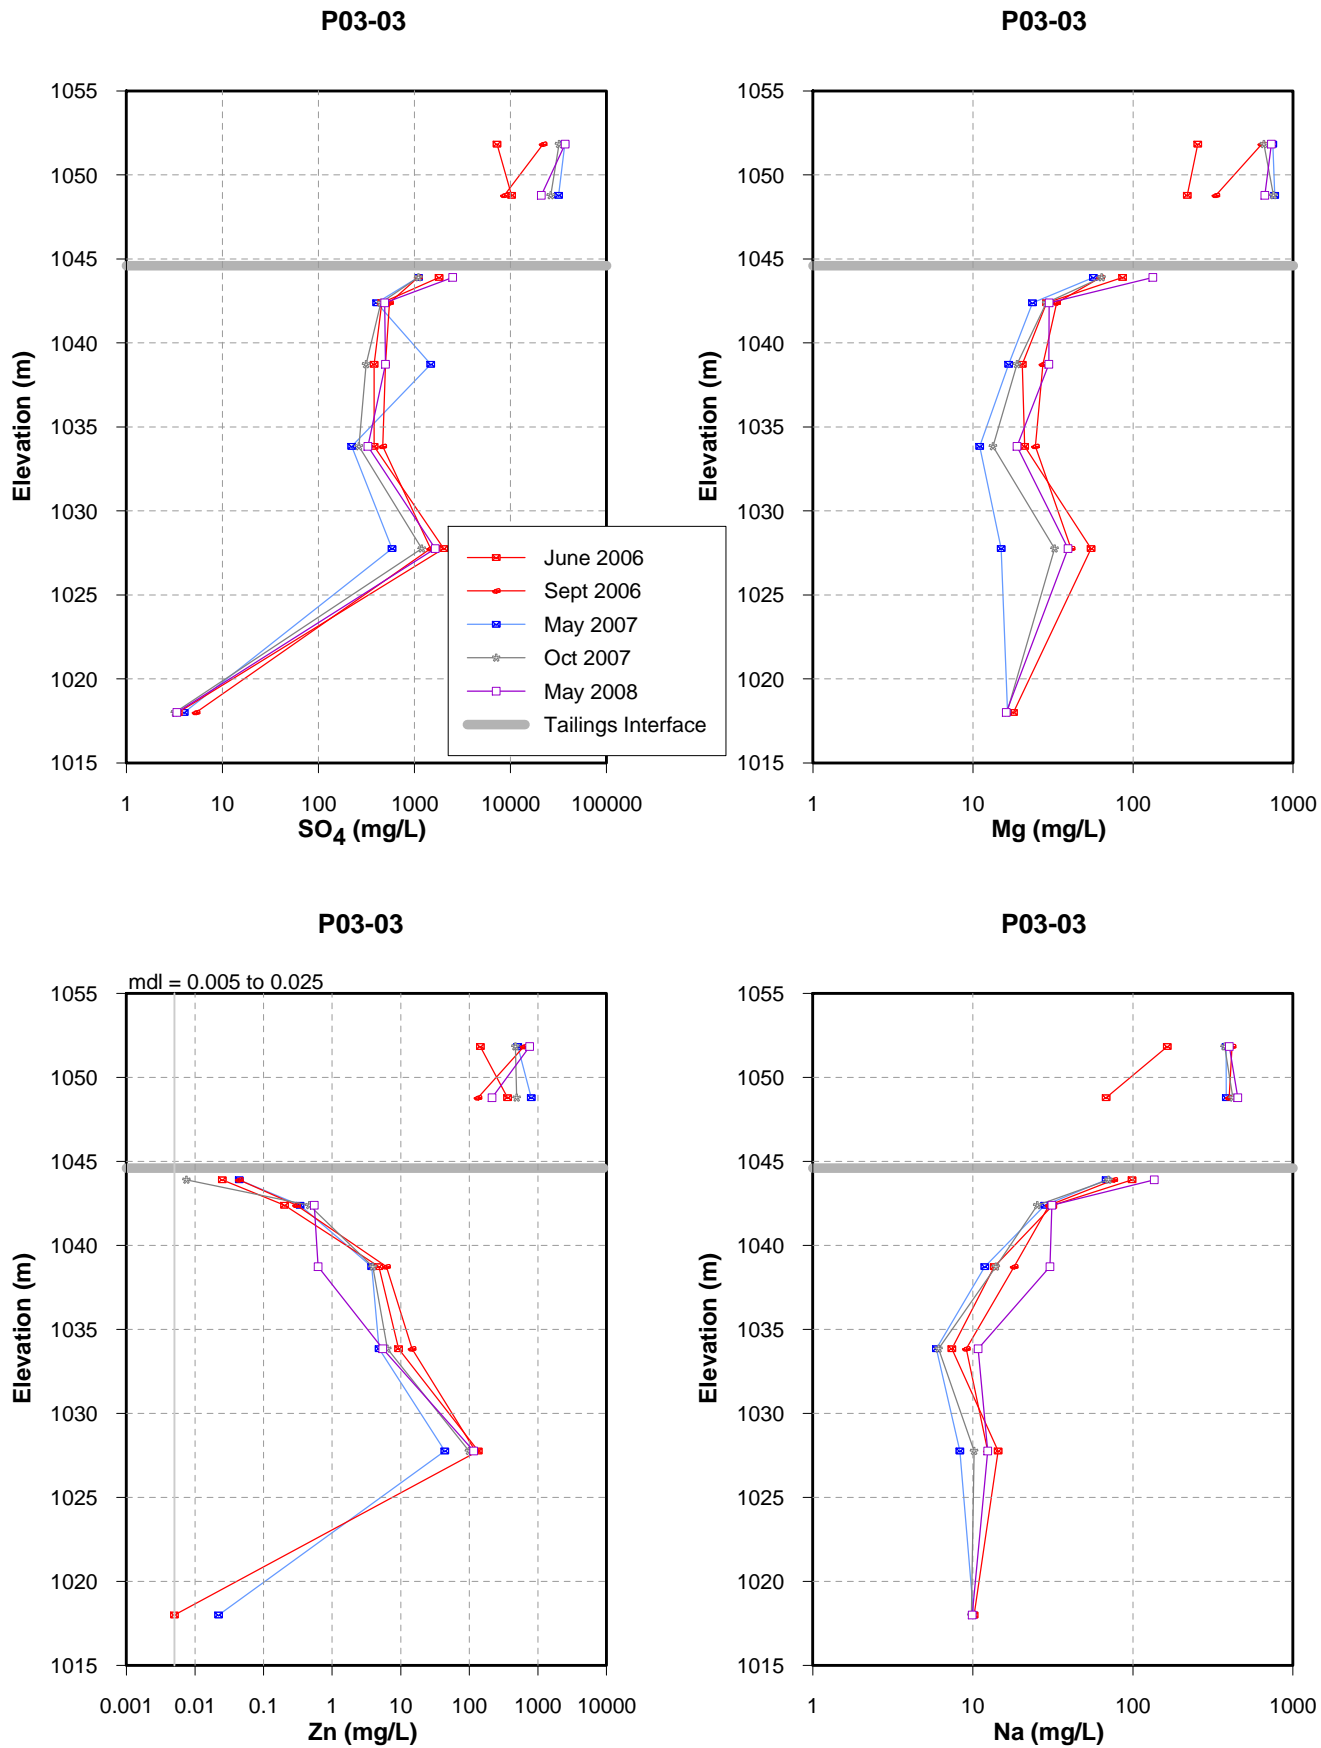 P03-03
1055
1050
1045
1040
1035
1030
1025
1020
1015
Elevation (m)
1 10 100 1000 10000 100000
SO4 (mg/L)
June 2006
Sept 2006
May 2007
Oct 2007
May 2008
Tailings Interface
P03-03
1055
1050
1045
1040
1035
1030
1025
1020
1015
Elevation (m)
1 10 100 1000
Mg (mg/L)
P03-03
mdl = 0.005 to 0.025
1055
1050
1045
1040
1035
1030
1025
1020
1015
Elevation (m)
0.001 0.01 0.1 1 10 100 1000 10000
Zn (mg/L)
P03-03
1055
1050
1045
1040
1035
1030
1025
1020
1015
Elevation (m)
1 10 100 1000
Na (mg/L)